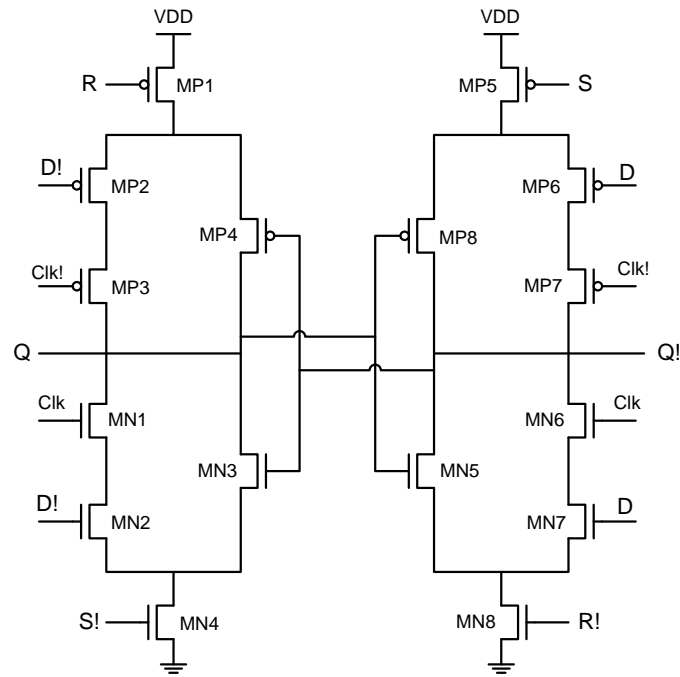 VDD VDD
R MP1 MP5 S
D! MP2 MP6 D
MP4 MP8
Clk! MP3 MP7 Clk!
Q Q!
Clk MN1 MN6 Clk
MN3 MN5
D! MN2 MN7 D
S! MN4 MN8 R!